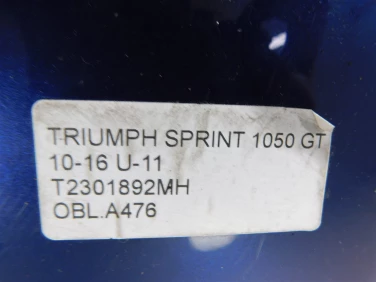 TRIUMPH SPRINT 1050 GT
10-16 U-11
T2301892MH
OBL.A476